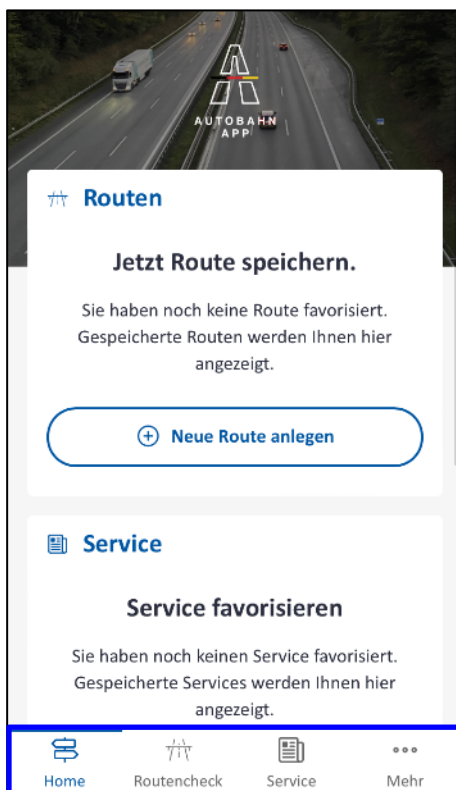 AUTOBAHN
APP
Routen
Jetzt Route speichern.
Sie haben noch keine Route favorisiert.
Gespeicherte Routen werden Ihnen hier
angezeigt.
Neue Route anlegen
Service
Service favorisieren
Sie haben noch keinen Service favorisiert.
Gespeicherte Services werden Ihnen hier
angezeigt.
Home Routencheck Service Mehr